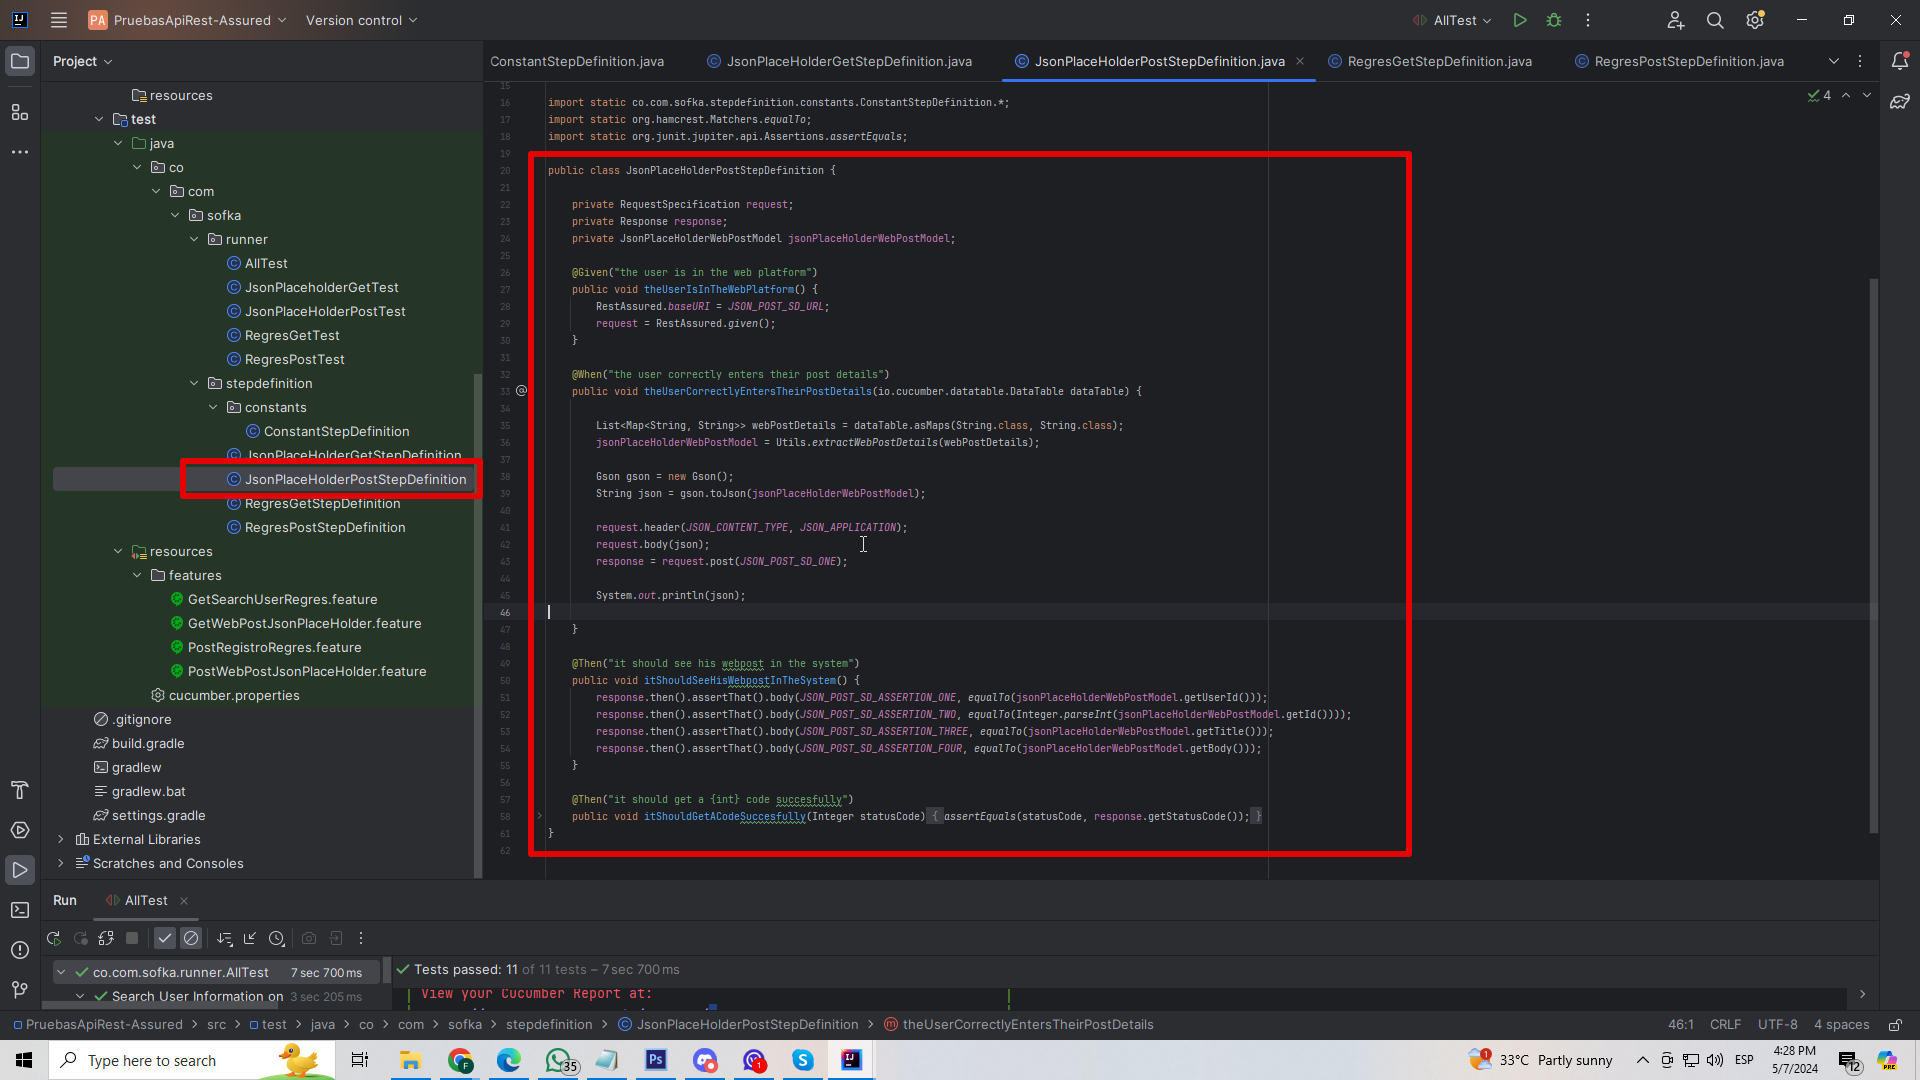 PA PruebasApiRest-Assured Version control AllTest
Project
ConstantStepDefinition.java JsonPlaceHolderGetStepDefinition.java JsonPlaceHolderPostStepDefinition.java RegresGetStepDefinition.java RegresPostStepDefinition.java
resources
test
java
co
com
sofka
runner
AllTest
JsonPlaceholderGetTest
JsonPlaceHolderPostTest
RegresGetTest
RegresPostTest
stepdefinition
constants
ConstantStepDefinition
JsonPlaceHolderGetStepDefinition
JsonPlaceHolderPostStepDefinition
RegresGetStepDefinition
RegresPostStepDefinition
resources
features
GetSearchUserRegres.feature
GetWebPostJsonPlaceHolder.feature
PostRegistroRegres.feature
PostWebPostJsonPlaceHolder.feature
cucumber.properties
.gitignore
build.gradle
gradlew
gradlew.bat
settings.gradle
External Libraries
Scratches and Consoles
4
15
16 import static co.com.sofka.stepdefinition.constants.ConstantStepDefinition.*;
17 import static org.hamcrest.Matchers.equalTo;
18 import static org.junit.jupiter.api.Assertions.assertEquals;
19
20 public class JsonPlaceHolderPostStepDefinition {
21
22 private RequestSpecification request;
23 private Response response;
24 private JsonPlaceHolderWebPostModel jsonPlaceHolderWebPostModel;
25
26 @Given("the user is in the web platform")
27 public void theUserIsInTheWebPlatform() {
28 RestAssured.baseURI = JSON_POST_SD_URL;
29 request = RestAssured.given();
30 }
31
32 @When("the user correctly enters their post details")
33 public void theUserCorrectlyEntersTheirPostDetails(io.cucumber.datatable.DataTable dataTable) {
34
35 List<Map<String, String>> webPostDetails = dataTable.asMaps(String.class, String.class);
36 jsonPlaceHolderWebPostModel = Utils.extractWebPostDetails(webPostDetails);
37
38 Gson gson = new Gson();
39 String json = gson.toJson(jsonPlaceHolderWebPostModel);
40
41 request.header(JSON_CONTENT_TYPE, JSON_APPLICATION);
42 request.body(json);
43 response = request.post(JSON_POST_SD_ONE);
44
45 System.out.println(json);
46
47 }
48
49 @Then("it should see his webpost in the system")
50 public void itShouldSeeHisWebpostInTheSystem() {
51 response.then().assertThat().body(JSON_POST_SD_ASSERTION_ONE, equalTo(jsonPlaceHolderWebPostModel.getUserId()));
52 response.then().assertThat().body(JSON_POST_SD_ASSERTION_TWO, equalTo(Integer.parseInt(jsonPlaceHolderWebPostModel.getId())));
53 response.then().assertThat().body(JSON_POST_SD_ASSERTION_THREE, equalTo(jsonPlaceHolderWebPostModel.getTitle()));
54 response.then().assertThat().body(JSON_POST_SD_ASSERTION_FOUR, equalTo(jsonPlaceHolderWebPostModel.getBody()));
55 }
56
57 @Then("it should get a {int} code succesfully")
58 public void itShouldGetACodeSuccesfully(Integer statusCode) { assertEquals(statusCode, response.getStatusCode()); }
61 }
62
Run AllTest
co.com.sofka.runner.AllTest 7 sec 700 ms
Search User Information on 3 sec 205 ms
Tests passed: 11 of 11 tests – 7 sec 700 ms
View your Cucumber Report at:
PruebasApiRest-Assured > src > test > java > co > com > sofka > stepdefinition > JsonPlaceHolderPostStepDefinition > theUserCorrectlyEntersTheirPostDetails 46:1 CRLF UTF-8 4 spaces
Type here to search 35 1 1 33°C Partly sunny ESP 4:28 PM 5/7/2024 12 PRE